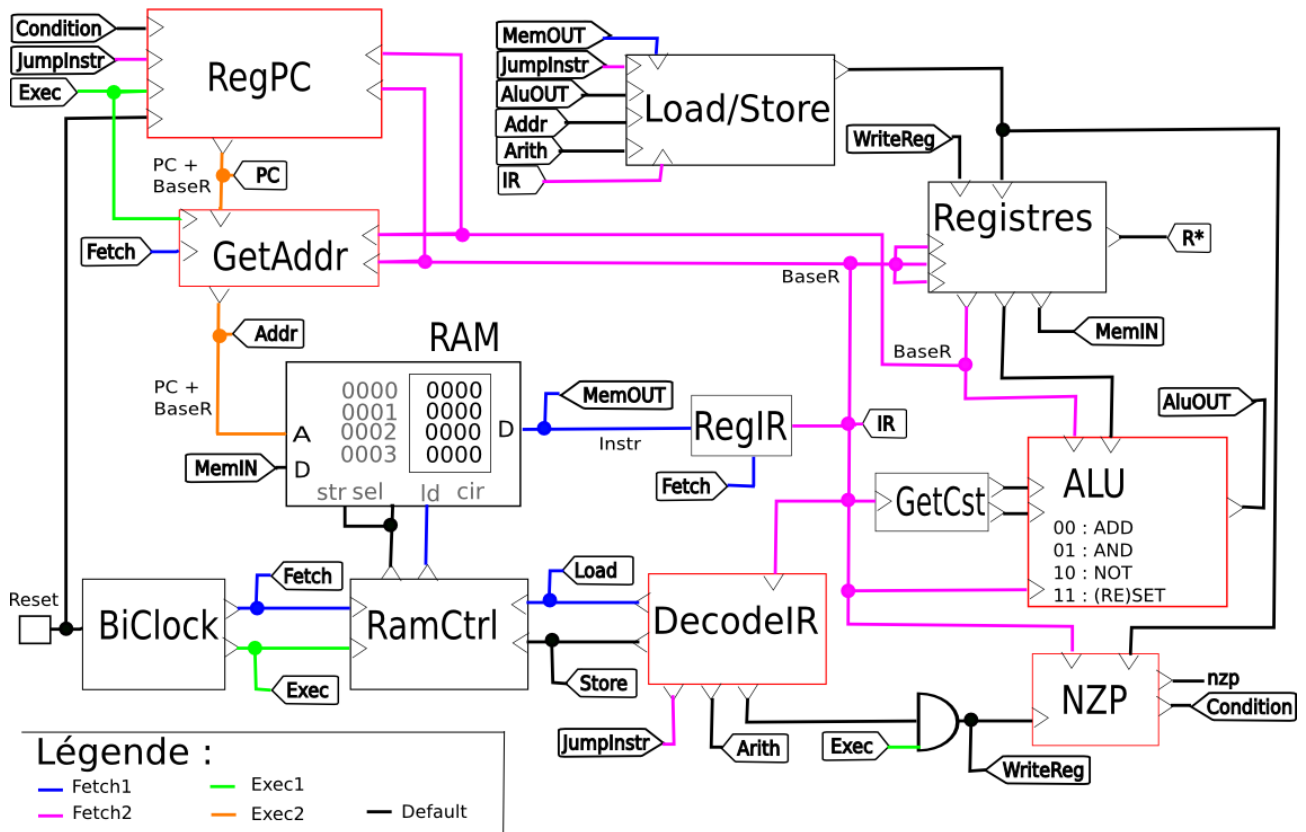 Condition
JumpInstr
Exec
RegPC
MemOUT
JumpInstr
AluOUT
Addr
Arith
IR
Load/Store
WriteReg
PC +
BaseR
PC
Fetch
GetAddr
Registres
R*
BaseR
MemIN
Addr
RAM
BaseR
PC +
BaseR
0000 0000
0001 0000
0002 0000
0003 0000
A
D
D
MemIN
str sel ld clr
MemOUT
Instr
RegIR
Fetch
IR
AluOUT
GetCst
ALU
00 : ADD
01 : AND
10 : NOT
11 : (RE)SET
Reset
BiClock
Fetch
Exec
RamCtrl
Load
Store
DecodeIR
JumpInstr
Arith
Exec
WriteReg
NZP
nzp
Condition
Légende :
Fetch1
Fetch2
Exec1
Exec2
Default